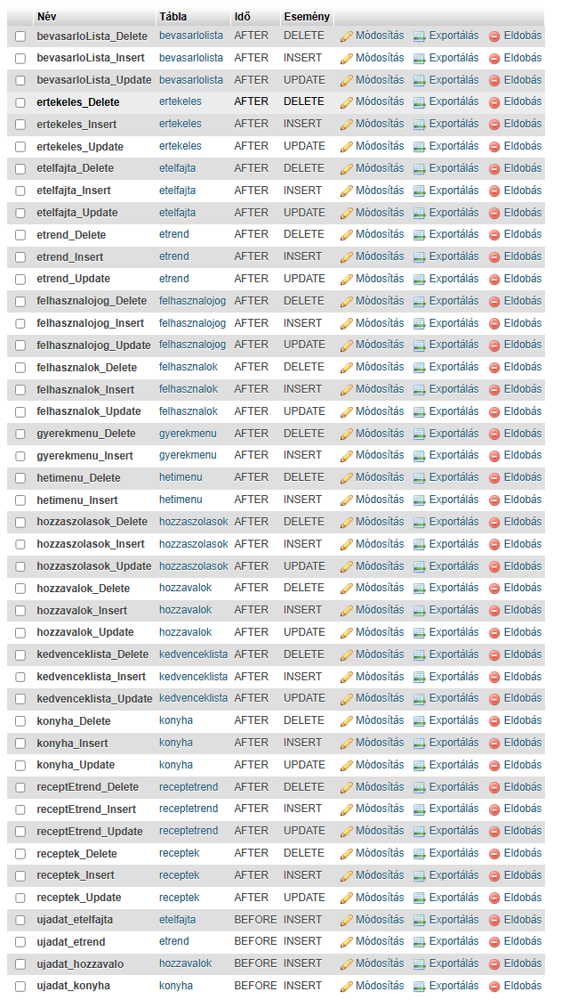 Név Tábla Idő Esemény
bevasarloLista_Delete bevasarlolista AFTER DELETE Módosítás Exportálás Eldobás
bevasarloLista_Insert bevasarlolista AFTER INSERT Módosítás Exportálás Eldobás
bevasarloLista_Update bevasarlolista AFTER UPDATE Módosítás Exportálás Eldobás
ertekeles_Delete ertekeles AFTER DELETE Módosítás Exportálás Eldobás
ertekeles_Insert ertekeles AFTER INSERT Módosítás Exportálás Eldobás
ertekeles_Update ertekeles AFTER UPDATE Módosítás Exportálás Eldobás
etelfajta_Delete etelfajta AFTER DELETE Módosítás Exportálás Eldobás
etelfajta_Insert etelfajta AFTER INSERT Módosítás Exportálás Eldobás
etelfajta_Update etelfajta AFTER UPDATE Módosítás Exportálás Eldobás
etrend_Delete etrend AFTER DELETE Módosítás Exportálás Eldobás
etrend_Insert etrend AFTER INSERT Módosítás Exportálás Eldobás
etrend_Update etrend AFTER UPDATE Módosítás Exportálás Eldobás
felhasznalojog_Delete felhasznalojog AFTER DELETE Módosítás Exportálás Eldobás
felhasznalojog_Insert felhasznalojog AFTER INSERT Módosítás Exportálás Eldobás
felhasznalojog_Update felhasznalojog AFTER UPDATE Módosítás Exportálás Eldobás
felhasznalok_Delete felhasznalok AFTER DELETE Módosítás Exportálás Eldobás
felhasznalok_Insert felhasznalok AFTER INSERT Módosítás Exportálás Eldobás
felhasznalok_Update felhasznalok AFTER UPDATE Módosítás Exportálás Eldobás
gyerekmenu_Delete gyerekmenu AFTER DELETE Módosítás Exportálás Eldobás
gyerekmenu_Insert gyerekmenu AFTER INSERT Módosítás Exportálás Eldobás
hetimenu_Delete hetimenu AFTER DELETE Módosítás Exportálás Eldobás
hetimenu_Insert hetimenu AFTER INSERT Módosítás Exportálás Eldobás
hozzaszolasok_Delete hozzaszolasok AFTER DELETE Módosítás Exportálás Eldobás
hozzaszolasok_Insert hozzaszolasok AFTER INSERT Módosítás Exportálás Eldobás
hozzaszolasok_Update hozzaszolasok AFTER UPDATE Módosítás Exportálás Eldobás
hozzavalok_Delete hozzavalok AFTER DELETE Módosítás Exportálás Eldobás
hozzavalok_Insert hozzavalok AFTER INSERT Módosítás Exportálás Eldobás
hozzavalok_Update hozzavalok AFTER UPDATE Módosítás Exportálás Eldobás
kedvenceklista_Delete kedvenceklista AFTER DELETE Módosítás Exportálás Eldobás
kedvenceklista_Insert kedvenceklista AFTER INSERT Módosítás Exportálás Eldobás
kedvenceklista_Update kedvenceklista AFTER UPDATE Módosítás Exportálás Eldobás
konyha_Delete konyha AFTER DELETE Módosítás Exportálás Eldobás
konyha_Insert konyha AFTER INSERT Módosítás Exportálás Eldobás
konyha_Update konyha AFTER UPDATE Módosítás Exportálás Eldobás
receptEtrend_Delete receptetrend AFTER DELETE Módosítás Exportálás Eldobás
receptEtrend_Insert receptetrend AFTER INSERT Módosítás Exportálás Eldobás
receptEtrend_Update receptetrend AFTER UPDATE Módosítás Exportálás Eldobás
receptek_Delete receptek AFTER DELETE Módosítás Exportálás Eldobás
receptek_Insert receptek AFTER INSERT Módosítás Exportálás Eldobás
receptek_Update receptek AFTER UPDATE Módosítás Exportálás Eldobás
ujadat_etelfajta etelfajta BEFORE INSERT Módosítás Exportálás Eldobás
ujadat_etrend etrend BEFORE INSERT Módosítás Exportálás Eldobás
ujadat_hozzavalo hozzavalok BEFORE INSERT Módosítás Exportálás Eldobás
ujadat_konyha konyha BEFORE INSERT Módosítás Exportálás Eldobás